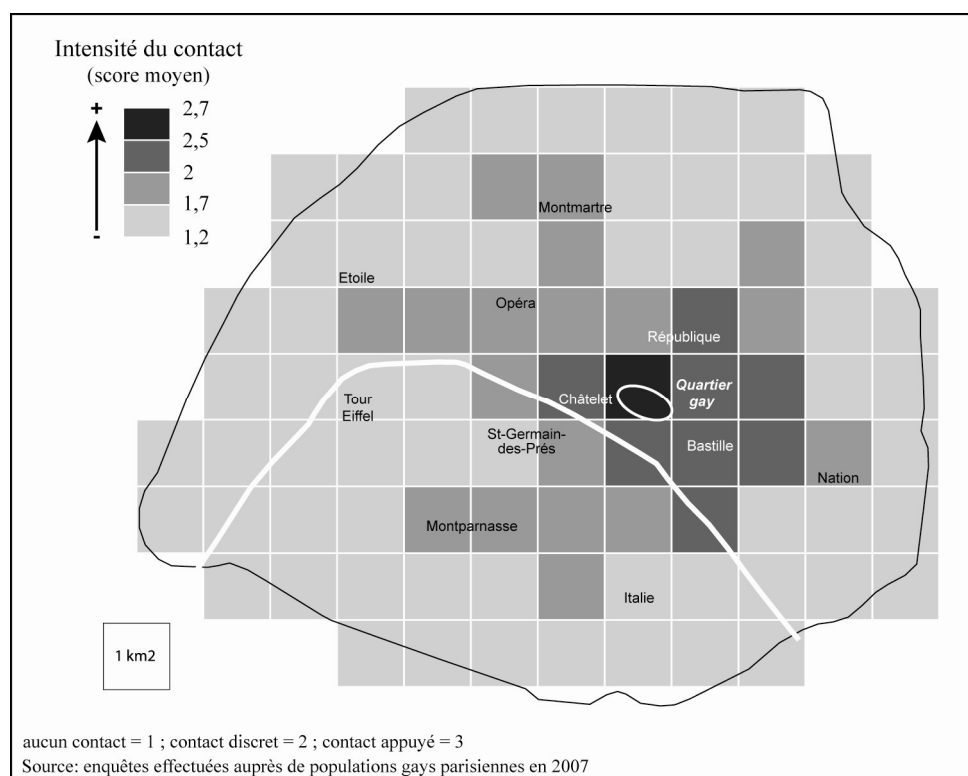 Intensité du contact
(score moyen)
+
2,7
2,5
2
1,7
1,2
-
Montmartre
Etoile
Opéra
République
Tour
Eiffel
Châtelet
Quartier
gay
St-Germain-
des-Prés
Bastille
Nation
Montparnasse
Italie
1 km2
aucun contact = 1 ; contact discret = 2 ; contact appuyé = 3
Source: enquêtes effectuées auprès de populations gays parisiennes en 2007